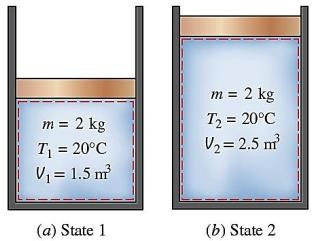 m = 2 kg
T₁ = 20°C
V₁ = 1.5 m³
(a) State 1
m = 2 kg
T₂ = 20°C
V₂ = 2.5 m³
(b) State 2